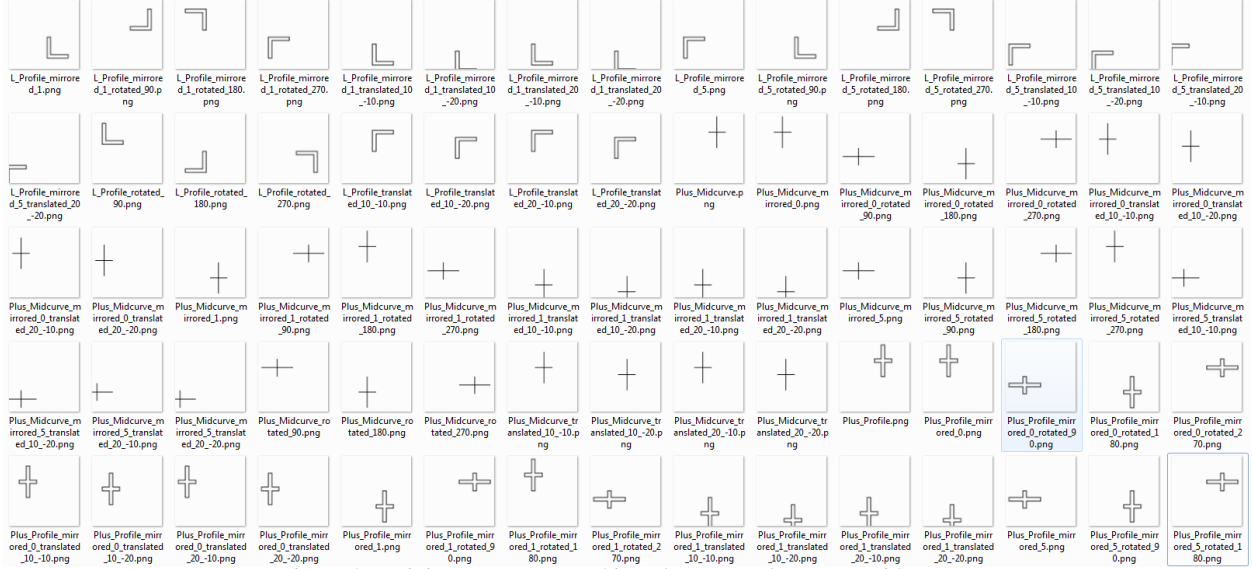 L_Profile_mirrore
d_1.png
L_Profile_mirrore
d_1_rotated_90.p
ng
L_Profile_mirrore
d_1_rotated_180.
png
L_Profile_mirrore
d_1_rotated_270.
png
L_Profile_mirrore
d_1_translated_10
_-10.png
L_Profile_mirrore
d_1_translated_10
_-20.png
L_Profile_mirrore
d_1_translated_20
_-10.png
L_Profile_mirrore
d_1_translated_20
_-20.png
L_Profile_mirrore
d_5.png
L_Profile_mirrore
d_5_rotated_90.p
ng
L_Profile_mirrore
d_5_rotated_180.
png
L_Profile_mirrore
d_5_rotated_270.
png
L_Profile_mirrore
d_5_translated_10
_-10.png
L_Profile_mirrore
d_5_translated_10
_-20.png
L_Profile_mirrore
d_5_translated_20
_-10.png
L_Profile_mirrore
d_5_translated_20
_-20.png
L_Profile_rotated_
90.png
L_Profile_rotated_
180.png
L_Profile_rotated_
270.png
L_Profile_translat
ed_10_-10.png
L_Profile_translat
ed_10_-20.png
L_Profile_translat
ed_20_-10.png
L_Profile_translat
ed_20_-20.png
Plus_Midcurve.p
ng
Plus_Midcurve_m
irrored_0.png
Plus_Midcurve_m
irrored_0_rotated
_90.png
Plus_Midcurve_m
irrored_0_rotated
_180.png
Plus_Midcurve_m
irrored_0_rotated
_270.png
Plus_Midcurve_m
irrored_0_translat
ed_10_-10.png
Plus_Midcurve_m
irrored_0_translat
ed_10_-20.png
Plus_Midcurve_m
irrored_0_translat
ed_20_-10.png
Plus_Midcurve_m
irrored_0_translat
ed_20_-20.png
Plus_Midcurve_m
irrored_1.png
Plus_Midcurve_m
irrored_1_rotated
_90.png
Plus_Midcurve_m
irrored_1_rotated
_180.png
Plus_Midcurve_m
irrored_1_rotated
_270.png
Plus_Midcurve_m
irrored_1_translat
ed_10_-10.png
Plus_Midcurve_m
irrored_1_translat
ed_10_-20.png
Plus_Midcurve_m
irrored_1_translat
ed_20_-10.png
Plus_Midcurve_m
irrored_1_translat
ed_20_-20.png
Plus_Midcurve_m
irrored_5.png
Plus_Midcurve_m
irrored_5_rotated
_90.png
Plus_Midcurve_m
irrored_5_rotated
_180.png
Plus_Midcurve_m
irrored_5_rotated
_270.png
Plus_Midcurve_m
irrored_5_translat
ed_10_-10.png
Plus_Midcurve_m
irrored_5_translat
ed_10_-20.png
Plus_Midcurve_m
irrored_5_translat
ed_20_-10.png
Plus_Midcurve_m
irrored_5_translat
ed_20_-20.png
Plus_Midcurve_ro
tated_90.png
Plus_Midcurve_ro
tated_180.png
Plus_Midcurve_ro
tated_270.png
Plus_Midcurve_tr
anslated_10_-10.p
ng
Plus_Midcurve_tr
anslated_10_-20.p
ng
Plus_Midcurve_tr
anslated_20_-10.p
ng
Plus_Midcurve_tr
anslated_20_-20.p
ng
Plus_Profile.png
Plus_Profile_mirr
ored_0.png
Plus_Profile_mirr
ored_0_rotated_9
0.png
Plus_Profile_mirr
ored_0_rotated_1
80.png
Plus_Profile_mirr
ored_0_rotated_2
70.png
Plus_Profile_mirr
ored_0_translated
_10_-10.png
Plus_Profile_mirr
ored_0_translated
_10_-20.png
Plus_Profile_mirr
ored_0_translated
_20_-10.png
Plus_Profile_mirr
ored_0_translated
_20_-20.png
Plus_Profile_mirr
ored_1.png
Plus_Profile_mirr
ored_1_rotated_9
0.png
Plus_Profile_mirr
ored_1_rotated_1
80.png
Plus_Profile_mirr
ored_1_rotated_2
70.png
Plus_Profile_mirr
ored_1_translated
_10_-10.png
Plus_Profile_mirr
ored_1_translated
_10_-20.png
Plus_Profile_mirr
ored_1_translated
_20_-10.png
Plus_Profile_mirr
ored_1_translated
_20_-20.png
Plus_Profile_mirr
ored_5.png
Plus_Profile_mirr
ored_5_rotated_9
0.png
Plus_Profile_mirr
ored_5_rotated_1
80.png